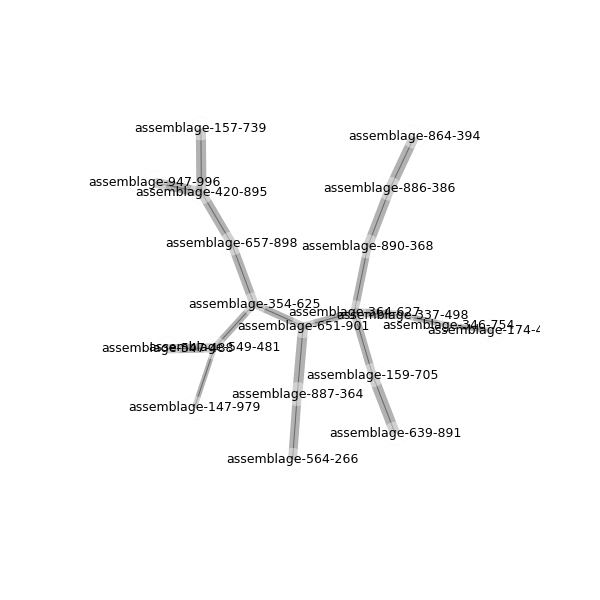 assemblage-157-739
assemblage-864-394
assemblage-947-996
assemblage-886-386
assemblage-420-895
assemblage-657-898
assemblage-890-368
assemblage-354-625
assemblage-364-627
assemblage-337-498
assemblage-346-754
assemblage-651-901
assemblage-174-4
assemblage-549-481
assemblage-159-705
assemblage-887-364
assemblage-147-979
assemblage-639-891
assemblage-564-266